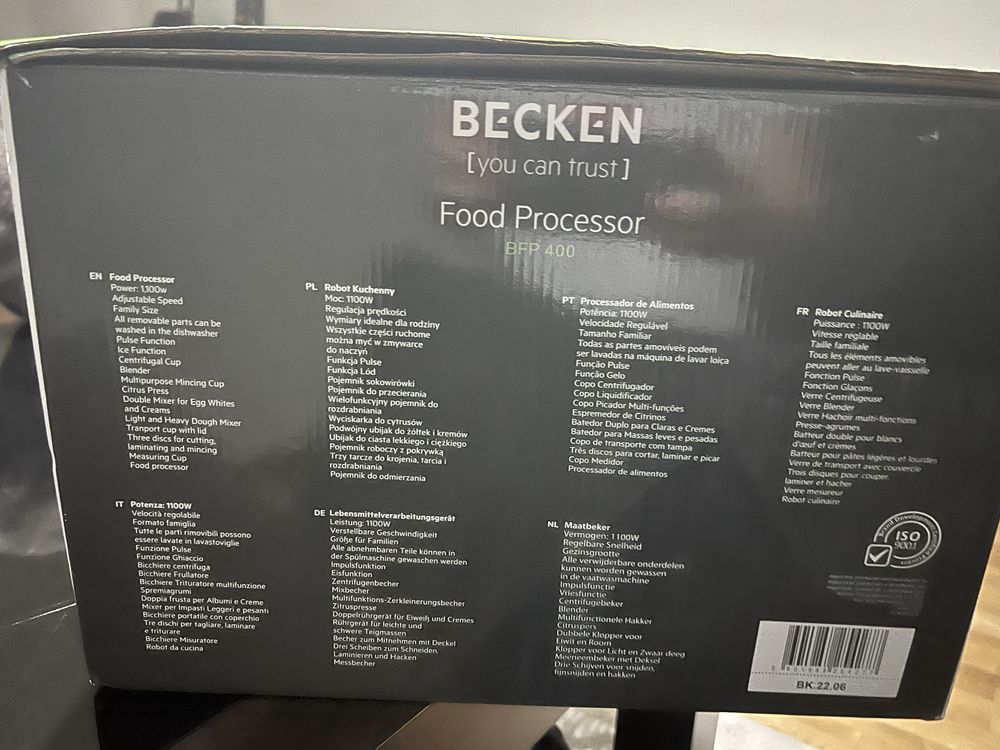 BECKEN
[you can trust]
Food Processor
BFP 400
EN Food Processor
Power: 1.100w
Adjustable Speed
Family Size
All removable parts can be
washed in the dishwasher
Pulse Function
Ice Function
Centrifugal Cup
Blender
Multipurpose Mincing Cup
Citrus Press
Double Mixer for Egg Whites
and Creams
Light and Heavy Dough Mixer
Tranport cup with lid
Three discs for cutting,
laminating and mincing
Measuring Cup
Food processor
PL Robot Kuchenny
Moc: 1100W
Regulacja prędkości
Wymiary idealne dla rodziny
Wszystkie części ruchome
można myć w zmywarce
do naczyń
Funkcja Pulse
Funkcja Lód
Pojemnik sokowirówki
Pojemnik do przecierania
Wielofunkcyjny pojemnik do
rozdrabniania
Wyciskarka do cytrusów
Podwójny ubijak do żółtek i kremów
Ubijak do ciasta lekkiego i ciężkiego
Pojemnik roboczy z pokrywką
Trzy tarcze do krojenia, tarcia i
rozdrabniania
Pojemnik do odmierzania
PT Processador de Alimentos
Potência: 1100W
Velocidade Regulável
Tamanho Familiar
Todas as partes amovíveis podem
ser lavadas na máquina de lavar loiça
Função Pulse
Função Gelo
Copo Centrifugador
Copo Liquidificador
Copo Picador Multi-funções
Espremedor de Citrinos
Batedor Duplo para Claras e Cremes
Batedor para Massas leves e pesadas
Copo de transporte com tampa
Três discos para cortar, laminar e picar
Copo Medidor
Processador de alimentos
FR Robot Culinaire
Puissance : 1100W
Vitesse réglable
Taille familiale
Tous les éléments amovibles
peuvent aller au lave-vaisselle
Fonction Pulse
Fonction Glaçons
Verre Centrifugeuse
Verre Blender
Verre Hachoir multi-fonctions
Presse-agrumes
Batteur double pour blancs
d'œuf et crèmes
Batteur pour pâtes légères et lourdes
Verre de transport avec couvercle
Trois disques pour couper,
laminer et hacher
Verre mesureur
Robot culinaire
IT Potenza: 1100W
Velocità regolabile
Formato famiglia
Tutte le parti rimovibili possono
essere lavate in lavastoviglie
Funzione Pulse
Funzione Ghiaccio
Bicchiere centrifuga
Bicchiere Frullatore
Bicchiere Trituratore multifunzione
Spremiagrumi
Doppia frusta per Albumi e Creme
Mixer per Impasti Leggeri e pesanti
Bicchiere portatile con coperchio
Tre dischi per tagliare, laminare
e triturare
Bicchiere Misuratore
Robot da cucina
DE Lebensmittelverarbeitungsgerät
Leistung: 1100W
Verstellbare Geschwindigkeit
Größe für Familien
Alle abnehmbaren Teile können in
der Spülmaschine gewaschen werden
Impulsfunktion
Eisfunktion
Zentrifugenbecher
Mixbecher
Multifunktions-Zerkleinerungsbecher
Zitruspresse
Doppelrührgerät für Eiweiß und Cremes
Rührgerät für leichte und
schwere Teigmassen
Becher zum Mitnehmen mit Deckel
Drei Scheiben zum Schneiden,
Laminieren und Hacken
Messbecher
NL Maatbeker
Vermogen: 1100W
Regelbare Snelheid
Gezinsgrootte
Alle verwijderbare onderdelen
kunnen worden gewassen
in de vaatwasmachine
Impulsfunctie
Vriesfunctie
Centrifugebeker
Blender
Multifunctionele Hakker
Citruspers
Dubbele Klopper voor
Eiwit en Room
Klopper voor Licht en Zwaar deeg
Meeneembeker met Deksel
Drie Schijven voor snijden,
fijnsnijden en hakken
Brand Development
ISO
9001
BK.22.06